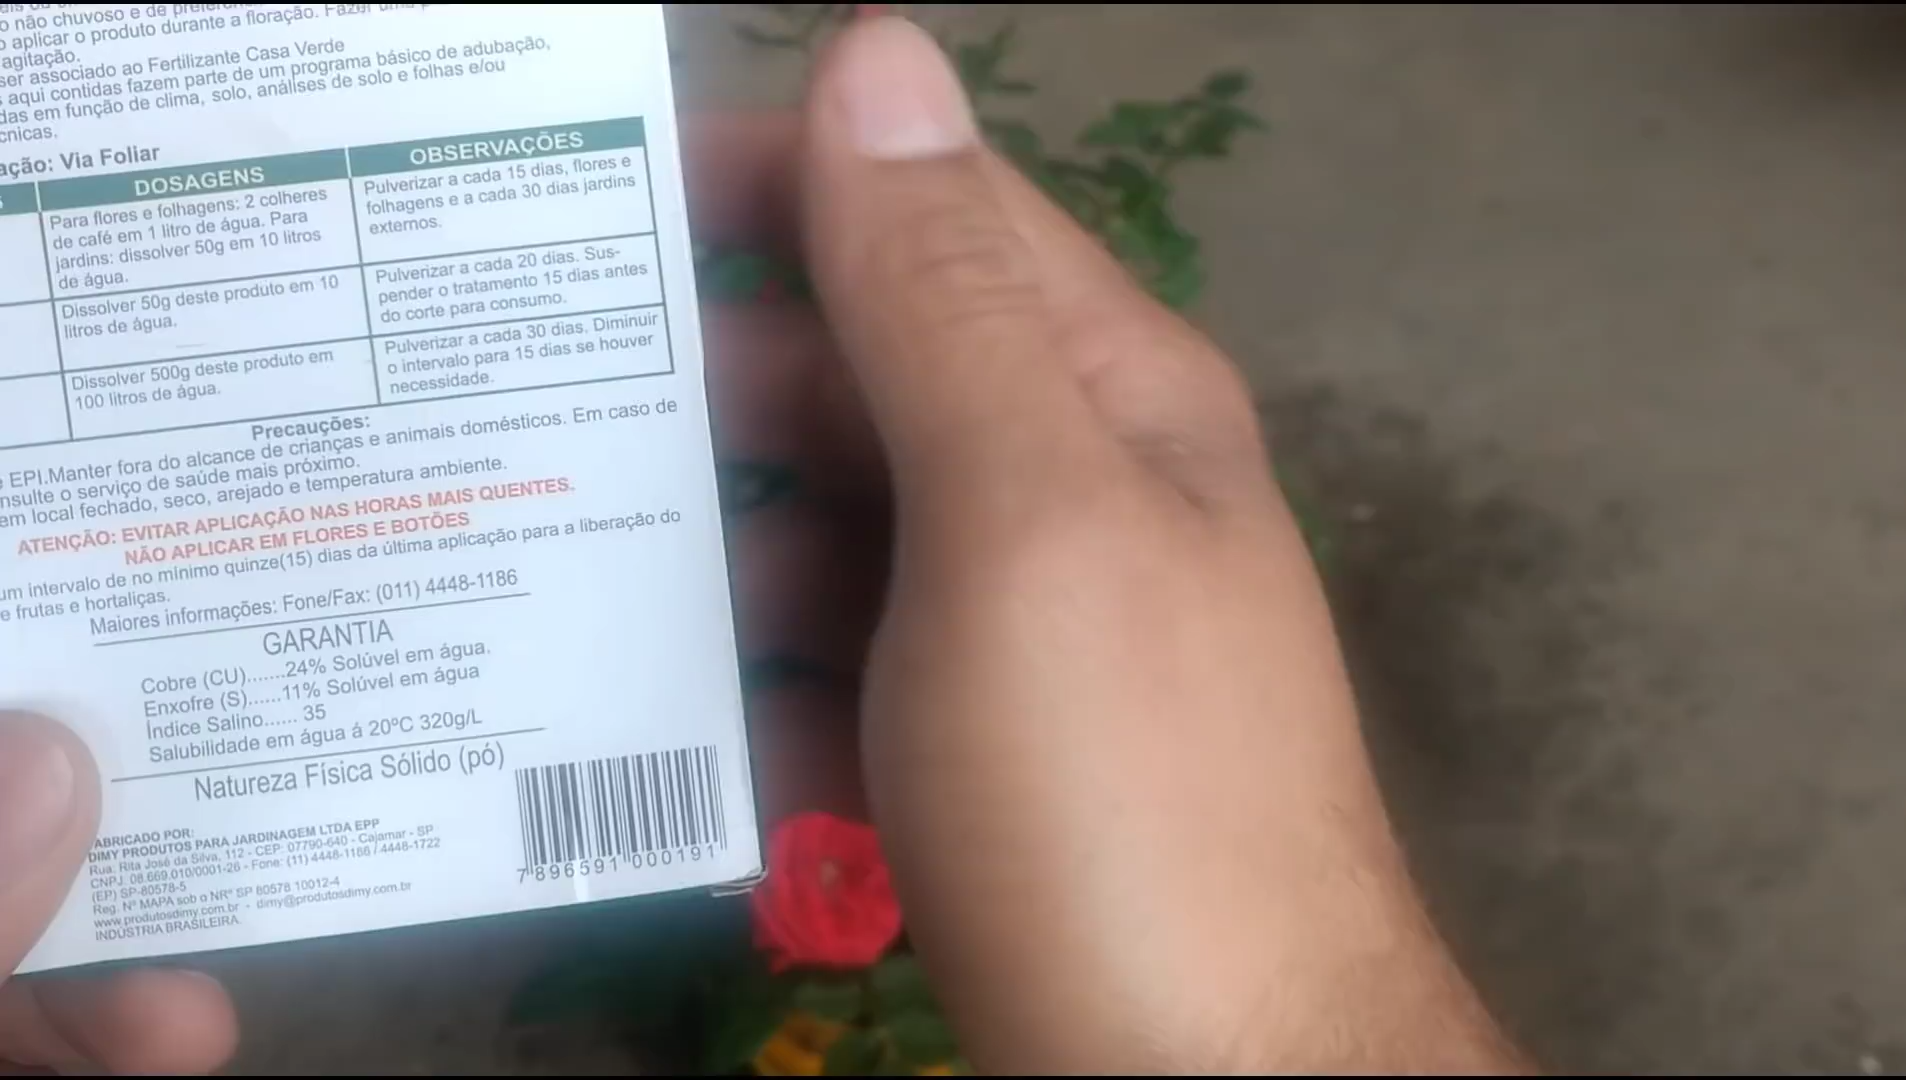 o não chuvoso e de
o aplicar o produto durante a floração. Fazer uma
agitação.
ser associado ao Fertilizante Casa Verde
aqui contidas fazem parte de um programa básico de adubação,
das em função de clima, solo, análises de solo e folhas e/ou
cnicas.
ação: Via Foliar
DOSAGENS
OBSERVAÇÕES
Para flores e folhagens: 2 colheres
de café em 1 litro de água. Para
jardins: dissolver 50g em 10 litros
de água.
Pulverizar a cada 15 dias, flores e
folhagens e a cada 30 dias jardins
externos.
Dissolver 50g deste produto em 10
litros de água.
Pulverizar a cada 20 dias. Sus-
pender o tratamento 15 dias antes
do corte para consumo.
Dissolver 500g deste produto em
100 litros de água.
Pulverizar a cada 30 dias. Diminuir
o intervalo para 15 dias se houver
necessidade.
Precauções:
e EPI.Manter fora do alcance de crianças e animais domésticos. Em caso de
nsulte o serviço de saúde mais próximo.
em local fechado, seco, arejado e temperatura ambiente.
ATENÇÃO: EVITAR APLICAÇÃO NAS HORAS MAIS QUENTES.
NÃO APLICAR EM FLORES E BOTÕES
um intervalo de no mínimo quinze(15) dias da última aplicação para a liberação do
e frutas e hortaliças.
Maiores informações: Fone/Fax: (011) 4448-1186
GARANTIA
Cobre (CU).......24% Solúvel em água.
Enxofre (S)......11% Solúvel em água
Índice Salino...... 35
Salubilidade em água á 20ºC 320g/L
Natureza Física Sólido (pó)
ABRICADO POR:
DIMY PRODUTOS PARA JARDINAGEM LTDA EPP
Rua: Rita José da Silva, 112 - CEP: 07790-640 - Cajamar - SP
CNPJ: 08.669.010/0001-26 - Fone: (11) 4448-1186 / 4448-1722
(EP) SP-80578-5
Reg. Nº MAPA sob o NRº SP 80578 10012-4
www.produtosdimy.com.br - dimy@produtosdimy.com.br
INDÚSTRIA BRASILEIRA.
7 896591 000191